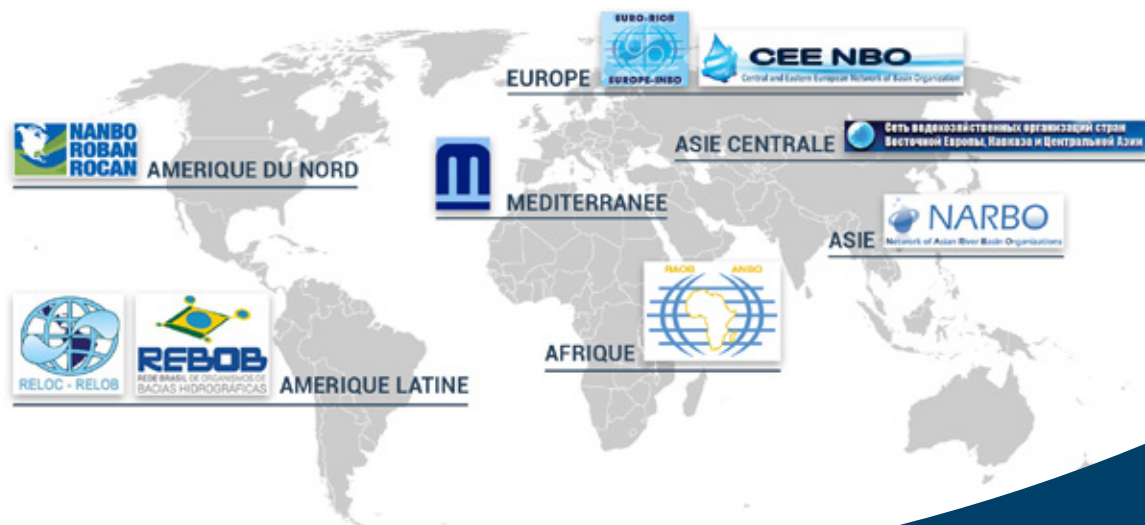 EURO-RIOB
EUROPE-INBO
CEE NBO
Central and Eastern European Network of Basin Organization
EUROPE
NANBO
ROBAN
ROCAN
AMERIQUE DU NORD
ASIE CENTRALE
Сеть водохозяйственных организаций стран
Восточной Европы, Кавказа и Центральной Азии
MEDITERRANEE
NARBO
Network of Asian River Basin Organizations
ASIE
RAOB ANBO
AFRIQUE
RELOC - RELOB
REBOB
REDE BRASIL DE ORGANISMOS DE
BACIAS HIDROGRÁFICAS
AMERIQUE LATINE